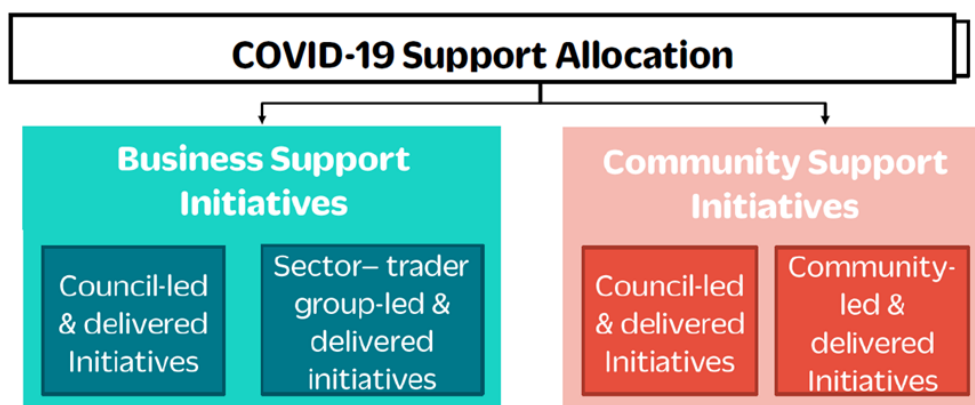 COVID-19 Support Allocation
Business Support
Initiatives
Council-led
& delivered
Initiatives
Sector– trader
group-led &
delivered
initiatives
Community Support
Initiatives
Council-led
& delivered
Initiatives
Community-
led &
delivered
Initiatives